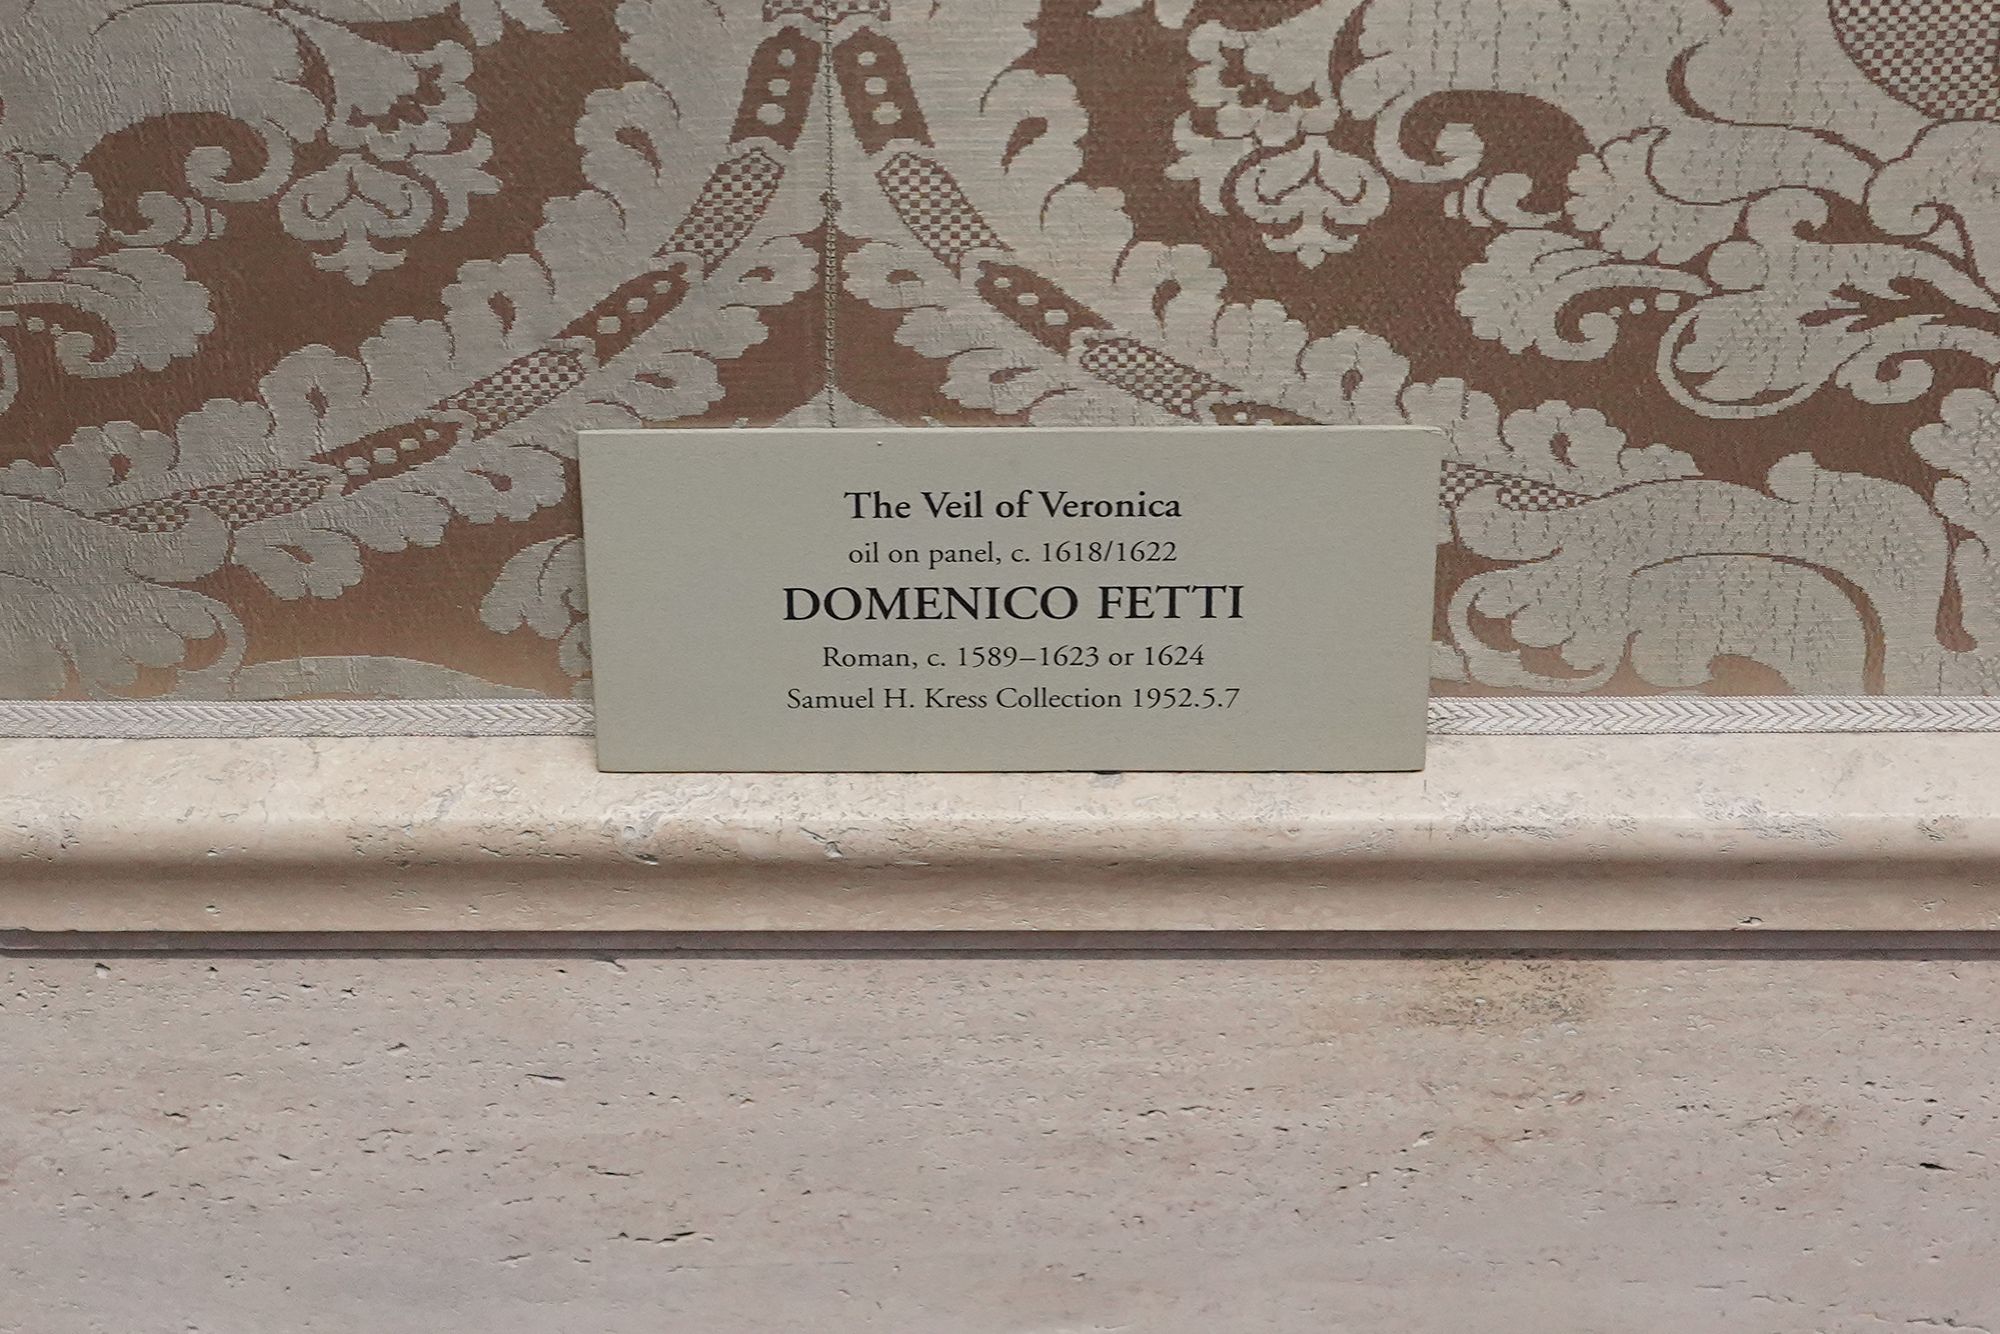 The Veil of Veronica
oil on panel, c. 1618/1622
DOMENICO FETTI
Roman, c. 1589–1623 or 1624
Samuel H. Kress Collection 1952.5.7